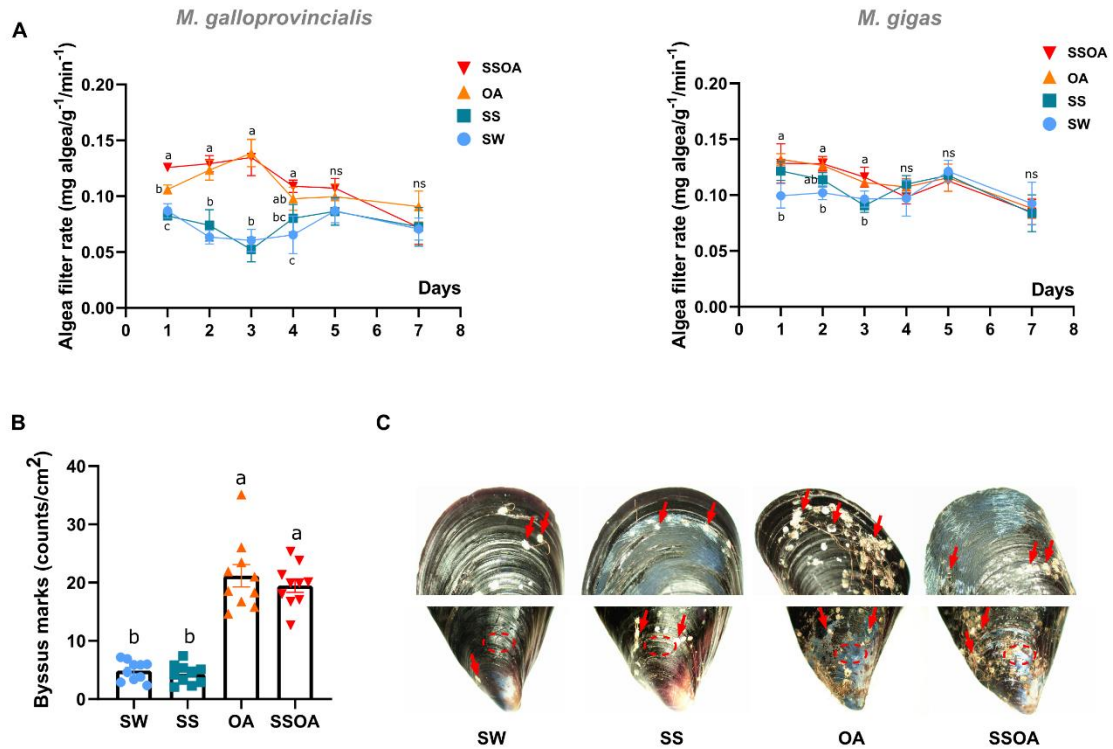 M. galloprovincialis
M. gigas
A
Algea filter rate (mg algea/g⁻¹/min⁻¹)
0.20
0.15
0.10
0.05
0.00
0 1 2 3 4 5 6 7 8
Days
SSOA
OA
SS
SW
a a a a ns ns
b ab
b b bc
c c
Algea filter rate (mg algea/g⁻¹/min⁻¹)
0.20
0.15
0.10
0.05
0.00
0 1 2 3 4 5 6 7 8
Days
SSOA
OA
SS
SW
a a a ns ns ns
ab
b b b
B
Byssus marks (counts/cm²)
40
30
20
10
0
b b a a
SW SS OA SSOA
C
SW SS OA SSOA